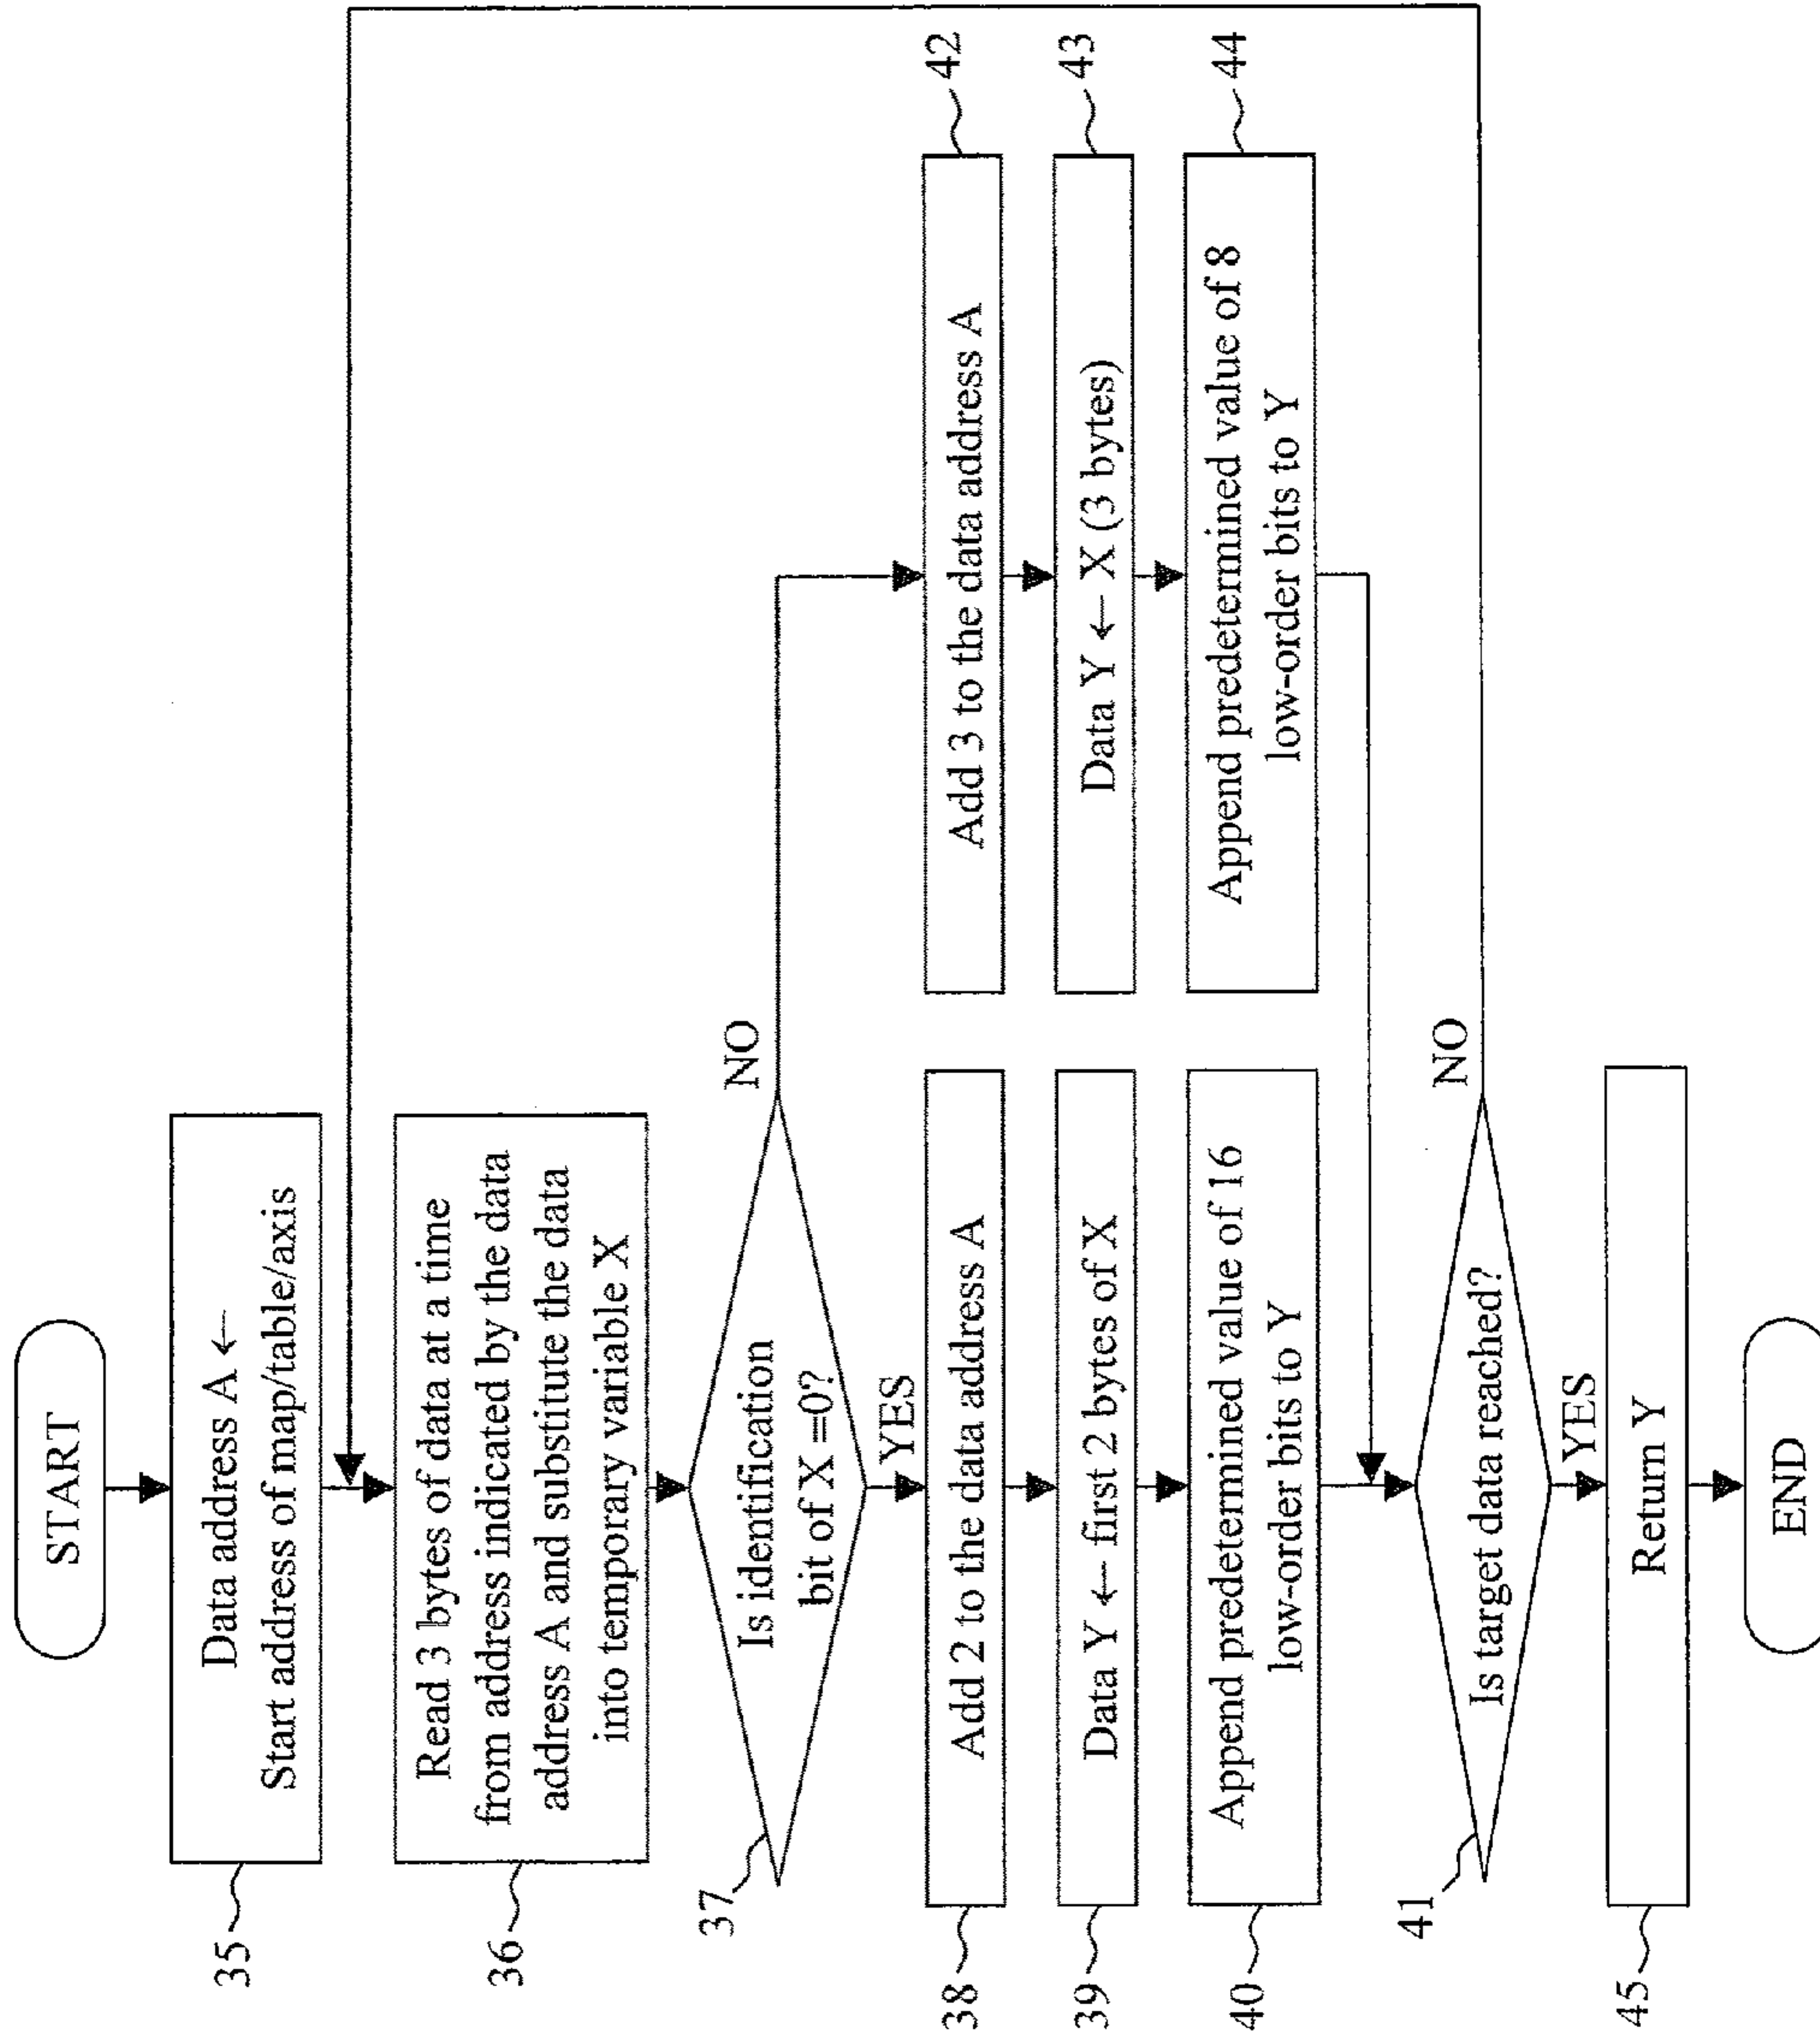 START
Data address A ←
Start address of map/table/axis
35
Read 3 bytes of data at a time
from address indicated by the data
address A and substitute the data
into temporary variable X
36
Is identification
bit of X =0?
37
NO
YES
Add 2 to the data address A
38
Data Y ← first 2 bytes of X
39
Append predetermined value of 16
low-order bits to Y
40
Add 3 to the data address A
42
Data Y ← X (3 bytes)
43
Append predetermined value of 8
low-order bits to Y
44
Is target data reached?
41
NO
YES
Return Y
45
END